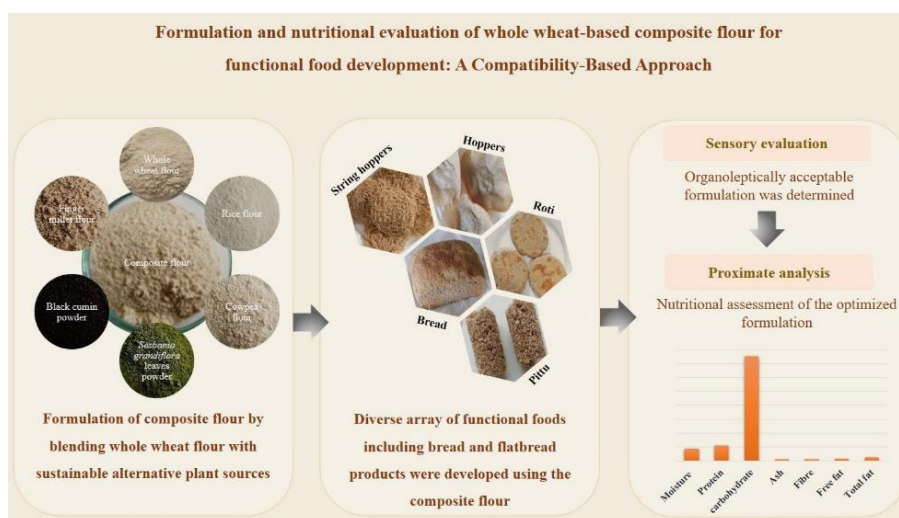 Formulation and nutritional evaluation of whole wheat-based composite flour for
functional food development: A Compatibility-Based Approach
Whole
wheat flour
Finger
millet flour
Rice flour
Composite flour
Black cumin
powder
Cowpea
flour
Sesbania
grandiflora
leaves
powder
Formulation of composite flour by
blending whole wheat flour with
sustainable alternative plant sources
String hoppers
Hoppers
Roti
Bread
Pittu
Diverse array of functional foods
including bread and flatbread
products were developed using the
composite flour
Sensory evaluation
Organoleptically acceptable
formulation was determined
Proximate analysis
Nutritional assessment of the optimized
formulation
Moisture
Protein
carbohydrate
Ash
Fibre
Free fat
Total fat